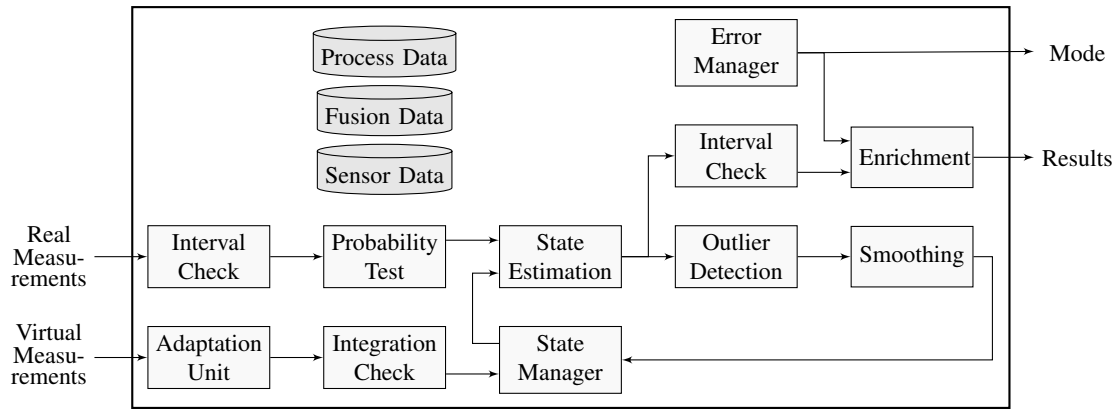 Process Data
Fusion Data
Sensor Data
Error
Manager
Mode
Interval
Check
Enrichment
Results
Real
Measu-
rements
Interval
Check
Probability
Test
State
Estimation
Outlier
Detection
Smoothing
Virtual
Measu-
rements
Adaptation
Unit
Integration
Check
State
Manager